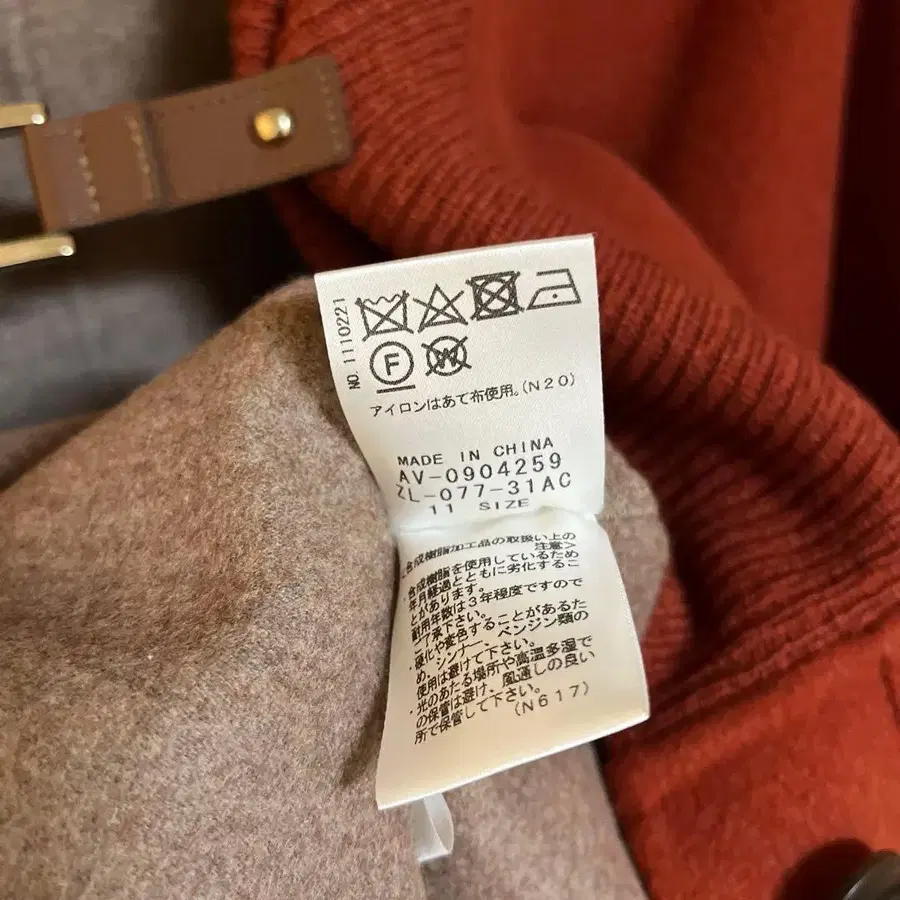 NO. 1110221
F
W
アイロンはあて布使用。(N20)
MADE IN CHINA
AV-0904259
ZL-077-31AC
11 SIZE
合成樹脂加工品の取扱い上の
注意>
・合成樹脂を使用しているため
年月経過とともに劣化するこ
とがあります。
耐用年数は3年程度ですので
ご了承下さい。
・硬化や変色することがあるた
め、シンナー、ベンジン類の
使用は避けて下さい。
・光のあたる場所や高温多湿で
の保管は避け、風通しの良い
所で保管して下さい。
(N617)